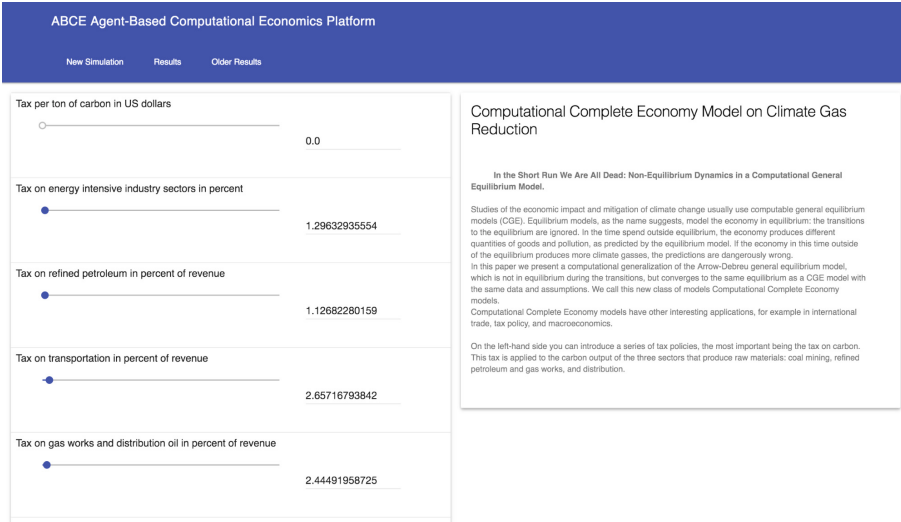 ABCE Agent-Based Computational Economics Platform
New Simulation Results Older Results
Tax per ton of carbon in US dollars
0.0
Tax on energy intensive industry sectors in percent
1.29632935554
Tax on refined petroleum in percent of revenue
1.12682280159
Tax on transportation in percent of revenue
2.65716793842
Tax on gas works and distribution oil in percent of revenue
2.44491958725
Computational Complete Economy Model on Climate Gas
Reduction
In the Short Run We Are All Dead: Non-Equilibrium Dynamics in a Computational General
Equilibrium Model.
Studies of the economic impact and mitigation of climate change usually use computable general equilibrium
models (CGE). Equilibrium models, as the name suggests, model the economy in equilibrium: the transitions
to the equilibrium are ignored. In the time spend outside equilibrium, the economy produces different
quantities of goods and pollution, as predicted by the equilibrium model. If the economy in this time outside
of the equilibrium produces more climate gasses, the predictions are dangerously wrong.
In this paper we present a computational generalization of the Arrow-Debreu general equilibrium model,
which is not in equilibrium during the transitions, but converges to the same equilibrium as a CGE model with
the same data and assumptions. We call this new class of models Computational Complete Economy
models.
Computational Complete Economy models have other interesting applications, for example in international
trade, tax policy, and macroeconomics.
On the left-hand side you can introduce a series of tax policies, the most important being the tax on carbon.
This tax is applied to the carbon output of the three sectors that produce raw materials: coal mining, refined
petroleum and gas works, and distribution.